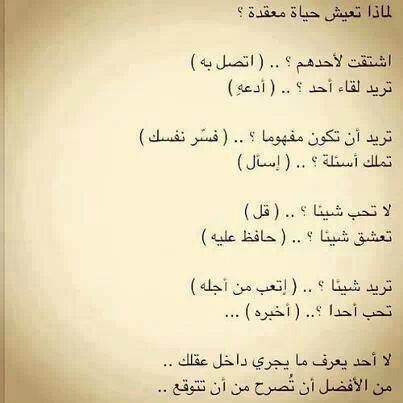 لماذا تعيش حياة معقدة ؟
اشتقت لأحدهم ؟ .. ( اتصل به )
تريد لقاء أحد ؟ .. ( أدعهِ )
تريد أن تكون مفهوما ؟ .. ( فسّر نفسك )
تملك أسئلة ؟ .. ( إسأل )
لا تحب شيئا ؟ .. ( قل )
تعشق شيئا ؟ .. ( حافظ عليه )
تريد شيئا ؟ .. ( إتعب من أجله )
تحب أحدا ؟.. ( أخبره ) ...
لا أحد يعرف ما يجري داخل عقلك ..
من الأفضل أن تُصرح من أن تتوقع ..